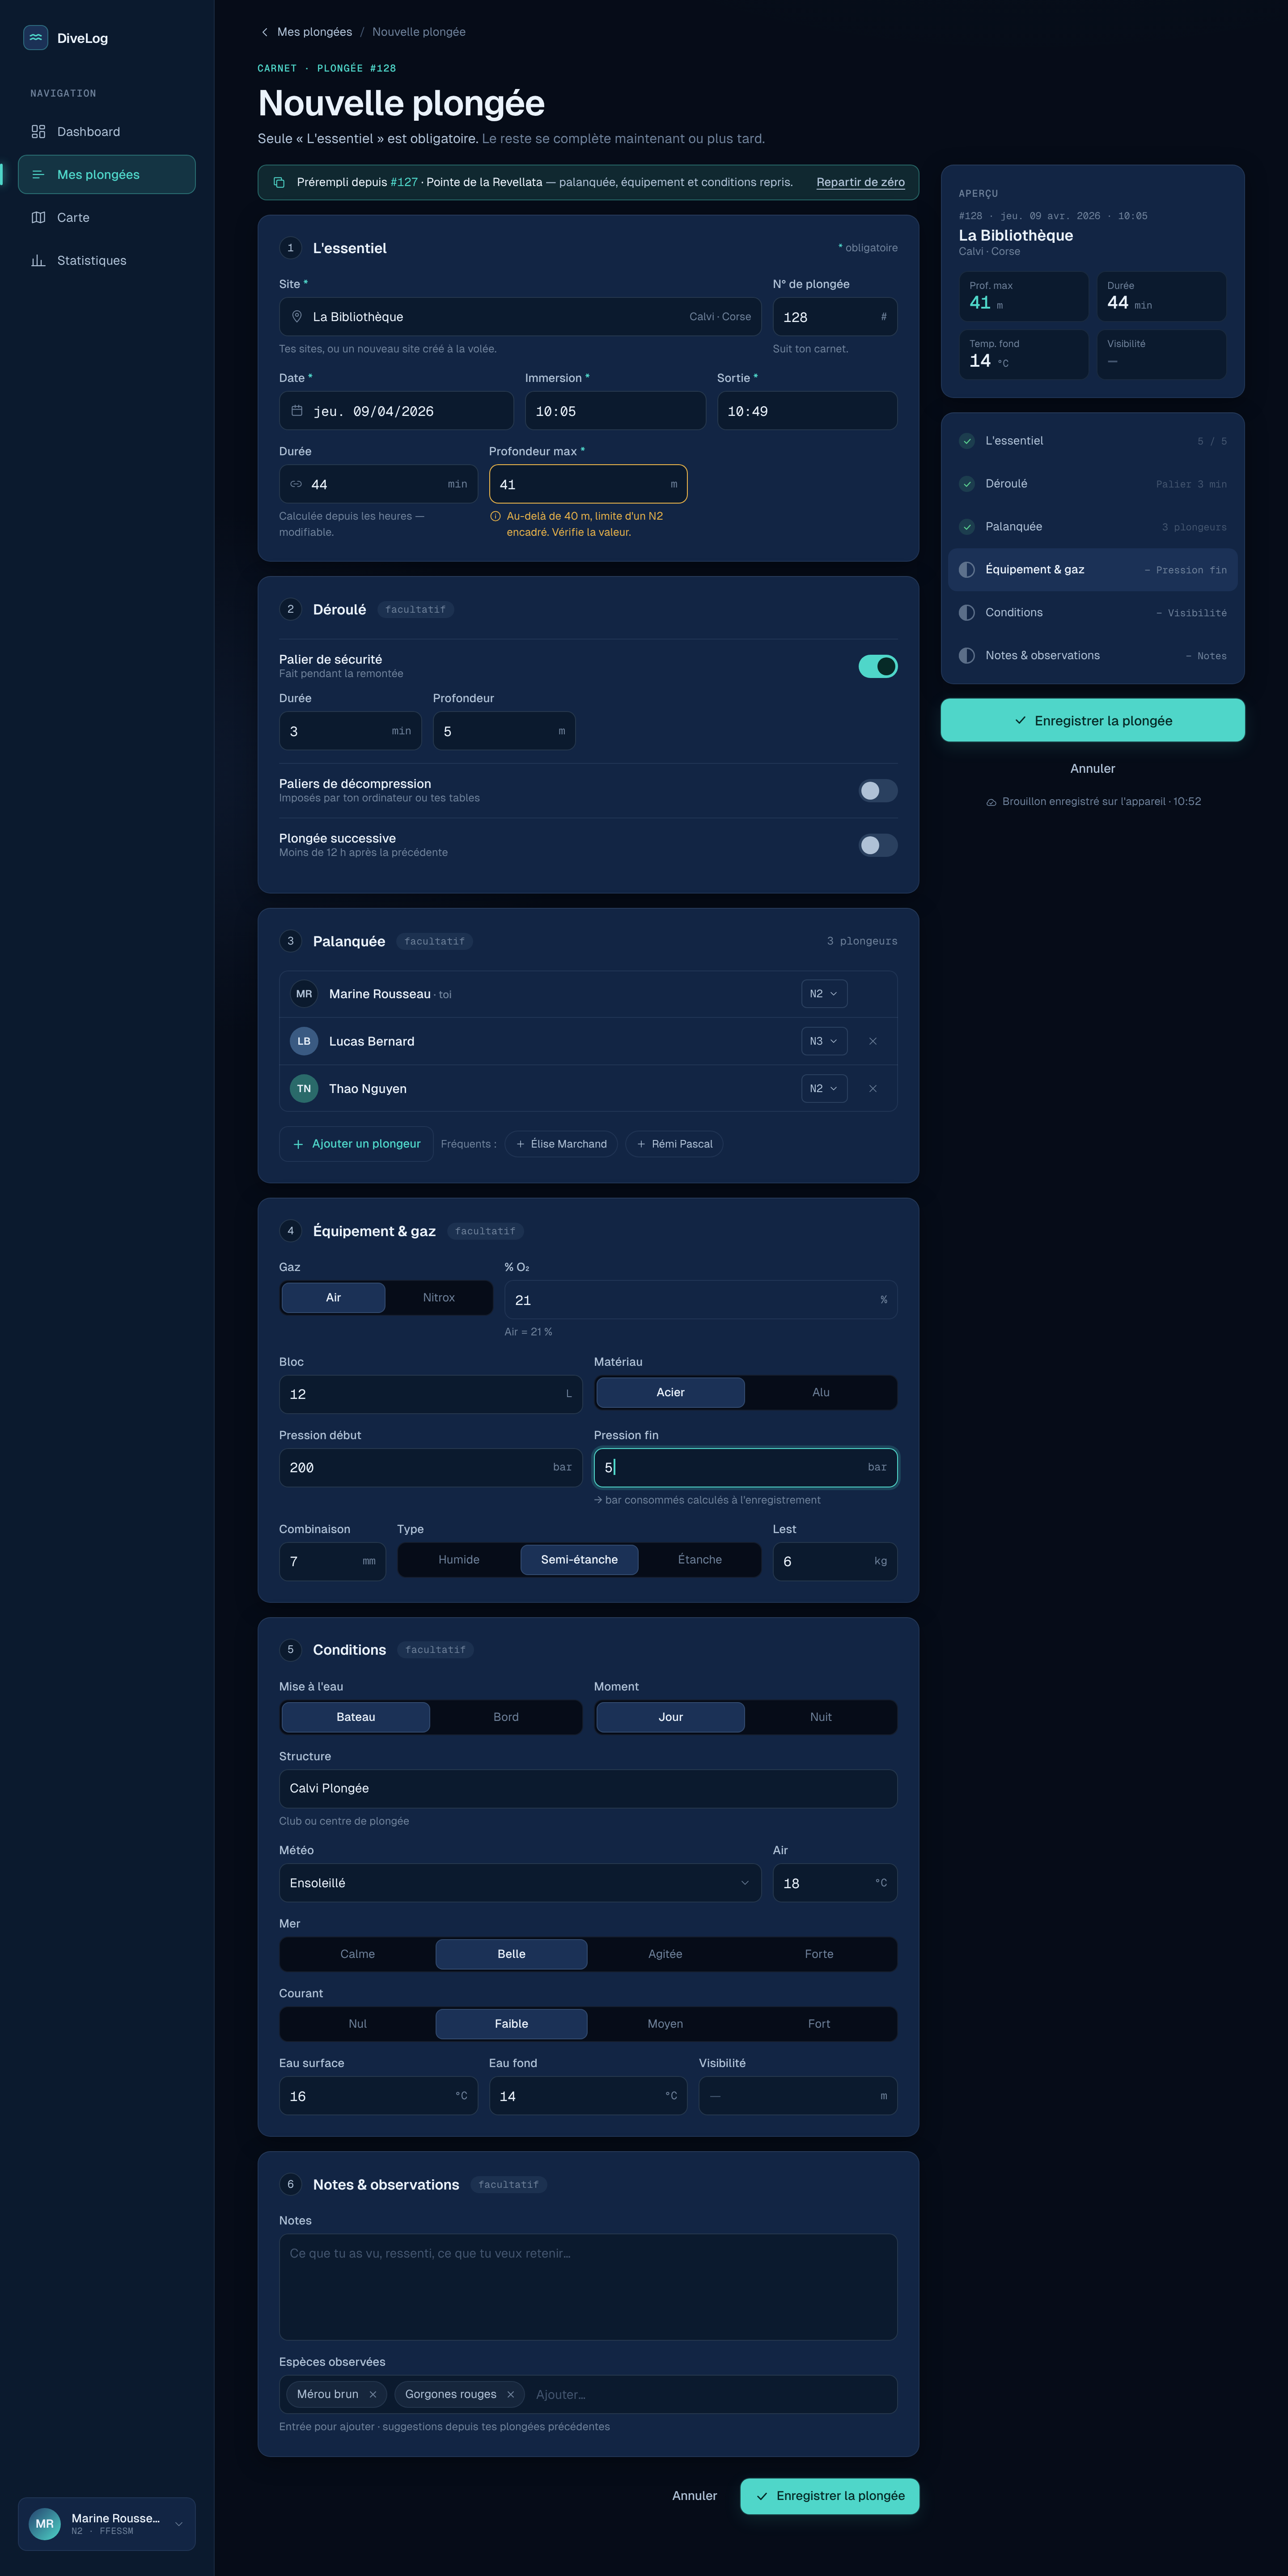 DiveLog
NAVIGATION
Dashboard
Mes plongées
Carte
Statistiques
Mes plongées / Nouvelle plongée
CARNET · PLONGÉE #128
Nouvelle plongée
Seule « L'essentiel » est obligatoire. Le reste se complète maintenant ou plus tard.
Prérempli depuis #127 · Pointe de la Revellata — palanquée, équipement et conditions repris. Repartir de zéro
1 L'essentiel * obligatoire
Site * N° de plongée
La Bibliothèque Calvi · Corse 128 #
Tes sites, ou un nouveau site créé à la volée. Suit ton carnet.
Date * Immersion * Sortie *
jeu. 09/04/2026 10:05 10:49
Durée Profondeur max *
44 min 41 m
Calculée depuis les heures — modifiable.
Au-delà de 40 m, limite d'un N2 encadré. Vérifie la valeur.
2 Déroulé facultatif
Palier de sécurité
Fait pendant la remontée
Durée Profondeur
3 min 5 m
Paliers de décompression
Imposés par ton ordinateur ou tes tables
Plongée successive
Moins de 12 h après la précédente
3 Palanquée facultatif 3 plongeurs
MR Marine Rousseau · toi N2
LB Lucas Bernard N3
TN Thao Nguyen N2
Ajouter un plongeur Fréquents : + Élise Marchand + Rémi Pascal
4 Équipement & gaz facultatif
Gaz % O₂
Air Nitrox 21 %
Air = 21 %
Bloc Matériau
12 L Acier Alu
Pression début Pression fin
200 bar 5 bar
→ bar consommés calculés à l'enregistrement
Combinaison Type Lest
7 mm Humide Semi-étanche Étanche 6 kg
5 Conditions facultatif
Mise à l'eau Moment
Bateau Bord Jour Nuit
Structure
Calvi Plongée
Club ou centre de plongée
Météo Air
Ensoleillé 18 °C
Mer
Calme Belle Agitée Forte
Courant
Nul Faible Moyen Fort
Eau surface Eau fond Visibilité
16 °C 14 °C — m
6 Notes & observations facultatif
Notes
Ce que tu as vu, ressenti, ce que tu veux retenir…
Espèces observées
Mérou brun Gorgones rouges Ajouter…
Entrée pour ajouter · suggestions depuis tes plongées précédentes
Annuler Enregistrer la plongée
APERÇU
#128 · jeu. 09 avr. 2026 · 10:05
La Bibliothèque
Calvi · Corse
Prof. max Durée
41 m 44 min
Temp. fond Visibilité
14 °C —
L'essentiel 5 / 5
Déroulé Palier 3 min
Palanquée 3 plongeurs
Équipement & gaz — Pression fin
Conditions — Visibilité
Notes & observations — Notes
Enregistrer la plongée
Annuler
Brouillon enregistré sur l'appareil · 10:52
MR Marine Rousse…
N2 · FFESSM